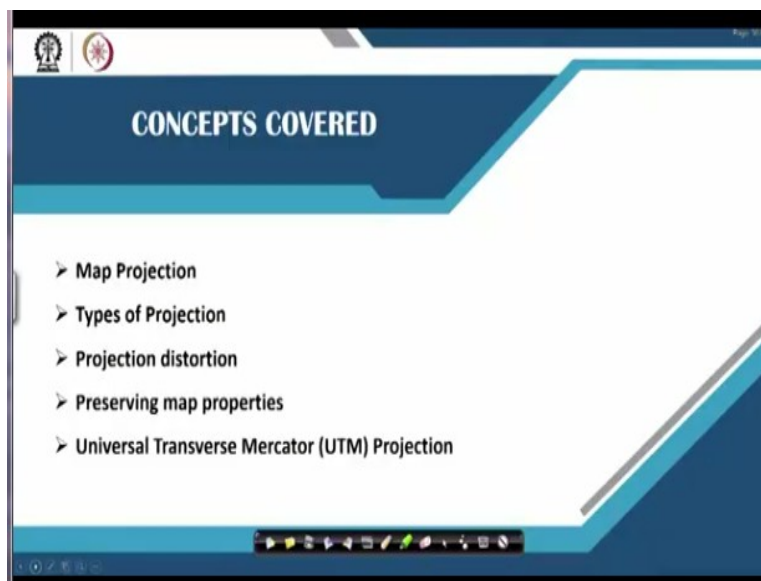 CONCEPTS COVERED
➢ Map Projection
➢ Types of Projection
➢ Projection distortion
➢ Preserving map properties
➢ Universal Transverse Mercator (UTM) Projection